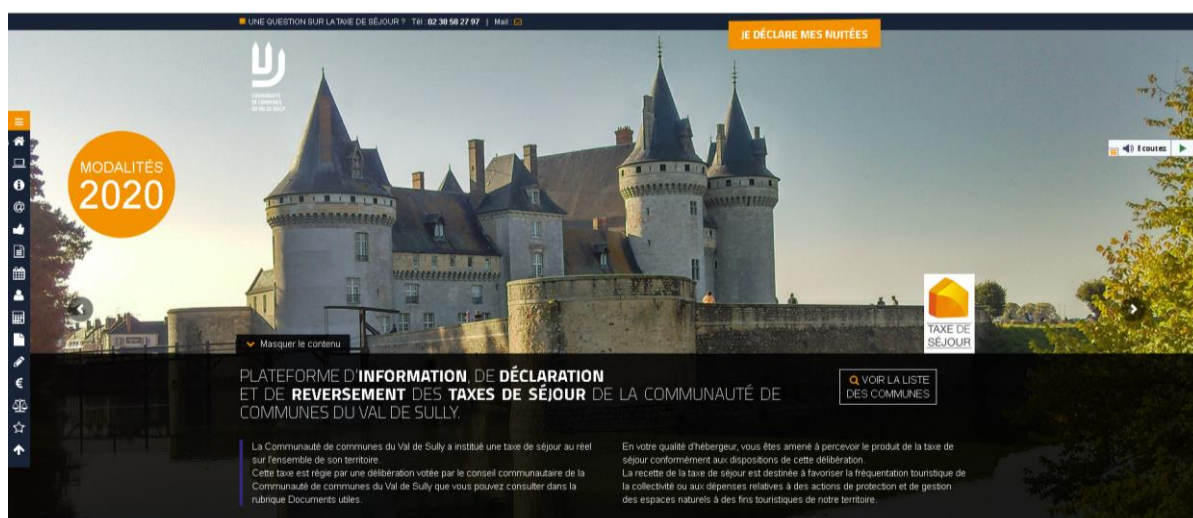 UNE QUESTION SUR LA TAXE DE SÉJOUR ? Tél : 02 38 58 27 97 | Mail :
JE DÉCLARE MES NUITÉES
COMMUNAUTÉ
DE COMMUNES
DU VAL DE SULLY
MODALITÉS
2020
Ecoutez
TAXE DE
SÉJOUR
Masquer le contenu
PLATEFORME D'INFORMATION, DE DÉCLARATION
ET DE REVERSEMENT DES TAXES DE SÉJOUR DE LA COMMUNAUTÉ DE
COMMUNES DU VAL DE SULLY.
VOIR LA LISTE
DES COMMUNES
La Communauté de communes du Val de Sully a institué une taxe de séjour au réel
sur l'ensemble de son territoire.
Cette taxe est régie par une délibération votée par le conseil communautaire de la
Communauté de communes du Val de Sully que vous pouvez consulter dans la
rubrique Documents utiles.
En votre qualité d'hébergeur, vous êtes amené à percevoir le produit de la taxe de
séjour conformément aux dispositions de cette délibération.
La recette de la taxe de séjour est destinée à favoriser la fréquentation touristique de
la collectivité ou aux dépenses relatives à des actions de protection et de gestion
des espaces naturels à des fins touristiques de notre territoire.